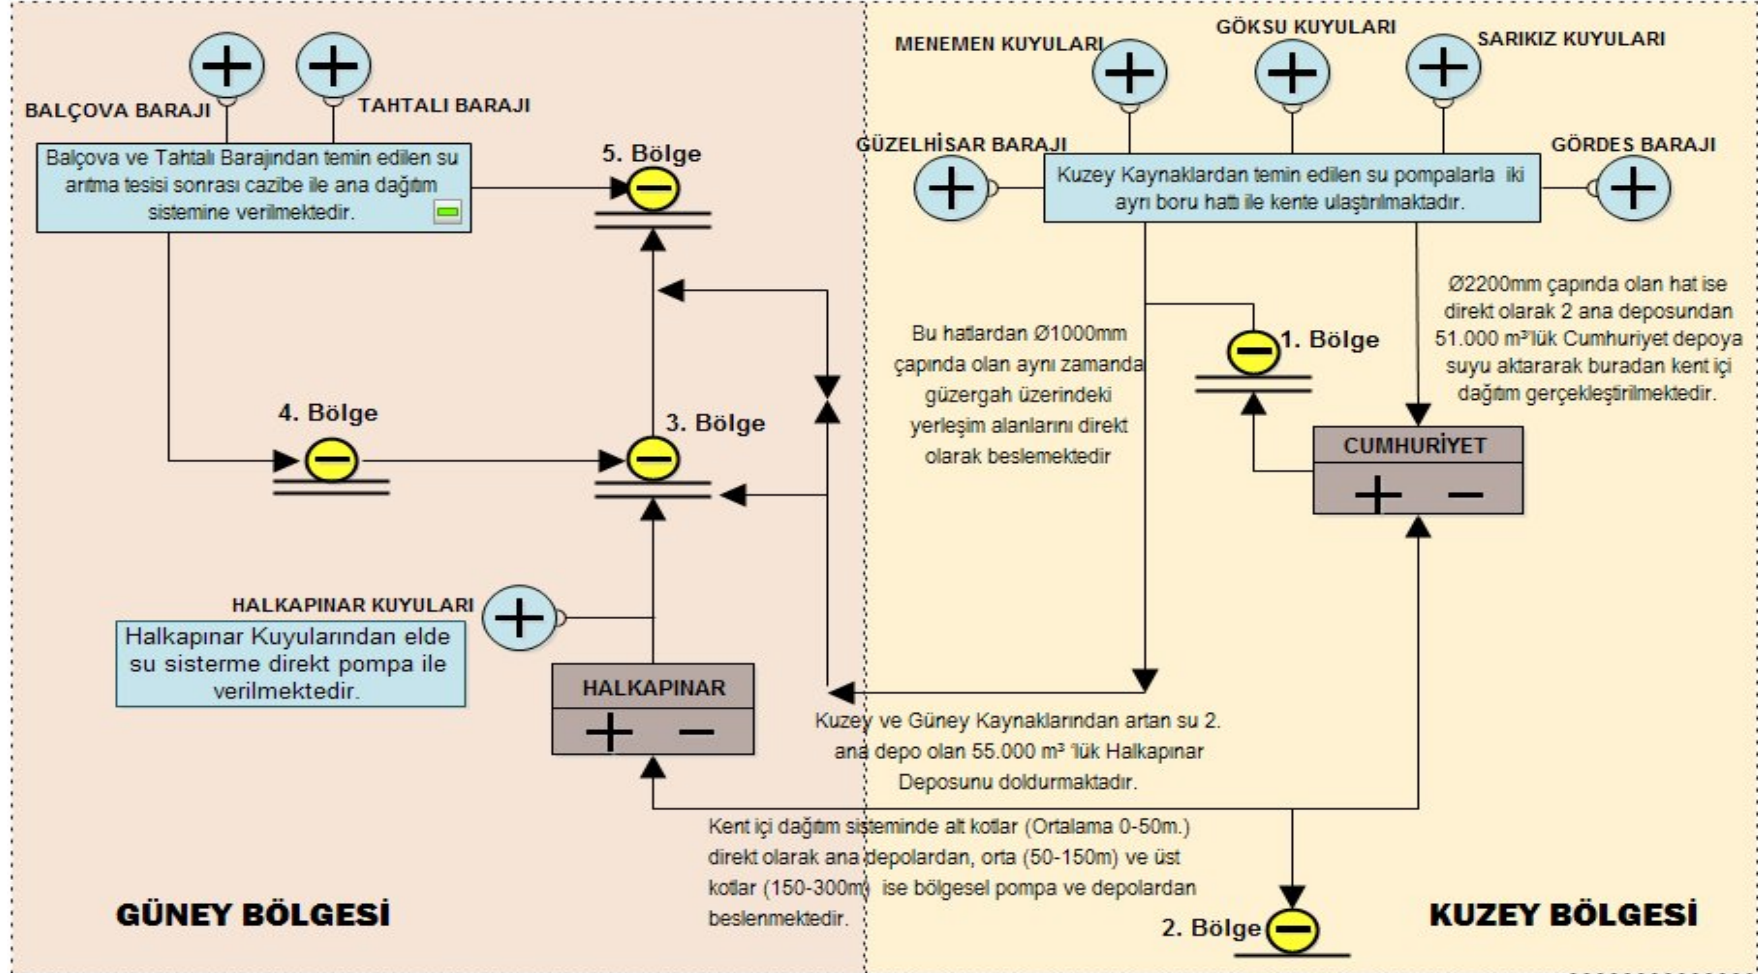 BALÇOVA BARAJI
TAHTALI BARAJI
Balçova ve Tahtalı Barajından temin edilen su
arıtma tesisi sonrası cazibe ile ana dağıtım
sistemine verilmektedir.
5. Bölge
4. Bölge
3. Bölge
HALKAPINAR KUYULARI
Halkapınar Kuyularından elde
su sisterme direkt pompa ile
verilmektedir.
HALKAPINAR
GÜNEY BÖLGESİ
MENEMEN KUYULARI
GÖKSU KUYULARI
SARIKIZ KUYULARI
GÜZELHİSAR BARAJI
GÖRDES BARAJI
Kuzey Kaynaklardan temin edilen su pompalarla iki
ayrı boru hattı ile kente ulaştırılmaktadır.
Bu hatlardan Ø1000mm
çapında olan aynı zamanda
güzergah üzerindeki
yerleşim alanlarını direkt
olarak beslemektedir
1. Bölge
Ø2200mm çapında olan hat ise
direkt olarak 2 ana deposundan
51.000 m³'lük Cumhuriyet depoya
suyu aktararak buradan kent içi
dağıtım gerçekleştirilmektedir.
CUMHURİYET
Kuzey ve Güney Kaynaklarından artan su 2.
ana depo olan 55.000 m³ 'lük Halkapınar
Deposunu doldurmaktadır.
Kent içi dağıtım sisteminde alt kotlar (Ortalama 0-50m.)
direkt olarak ana depolardan, orta (50-150m) ve üst
kotlar (150-300m) ise bölgesel pompa ve depolardan
beslenmektedir.
2. Bölge
KUZEY BÖLGESİ